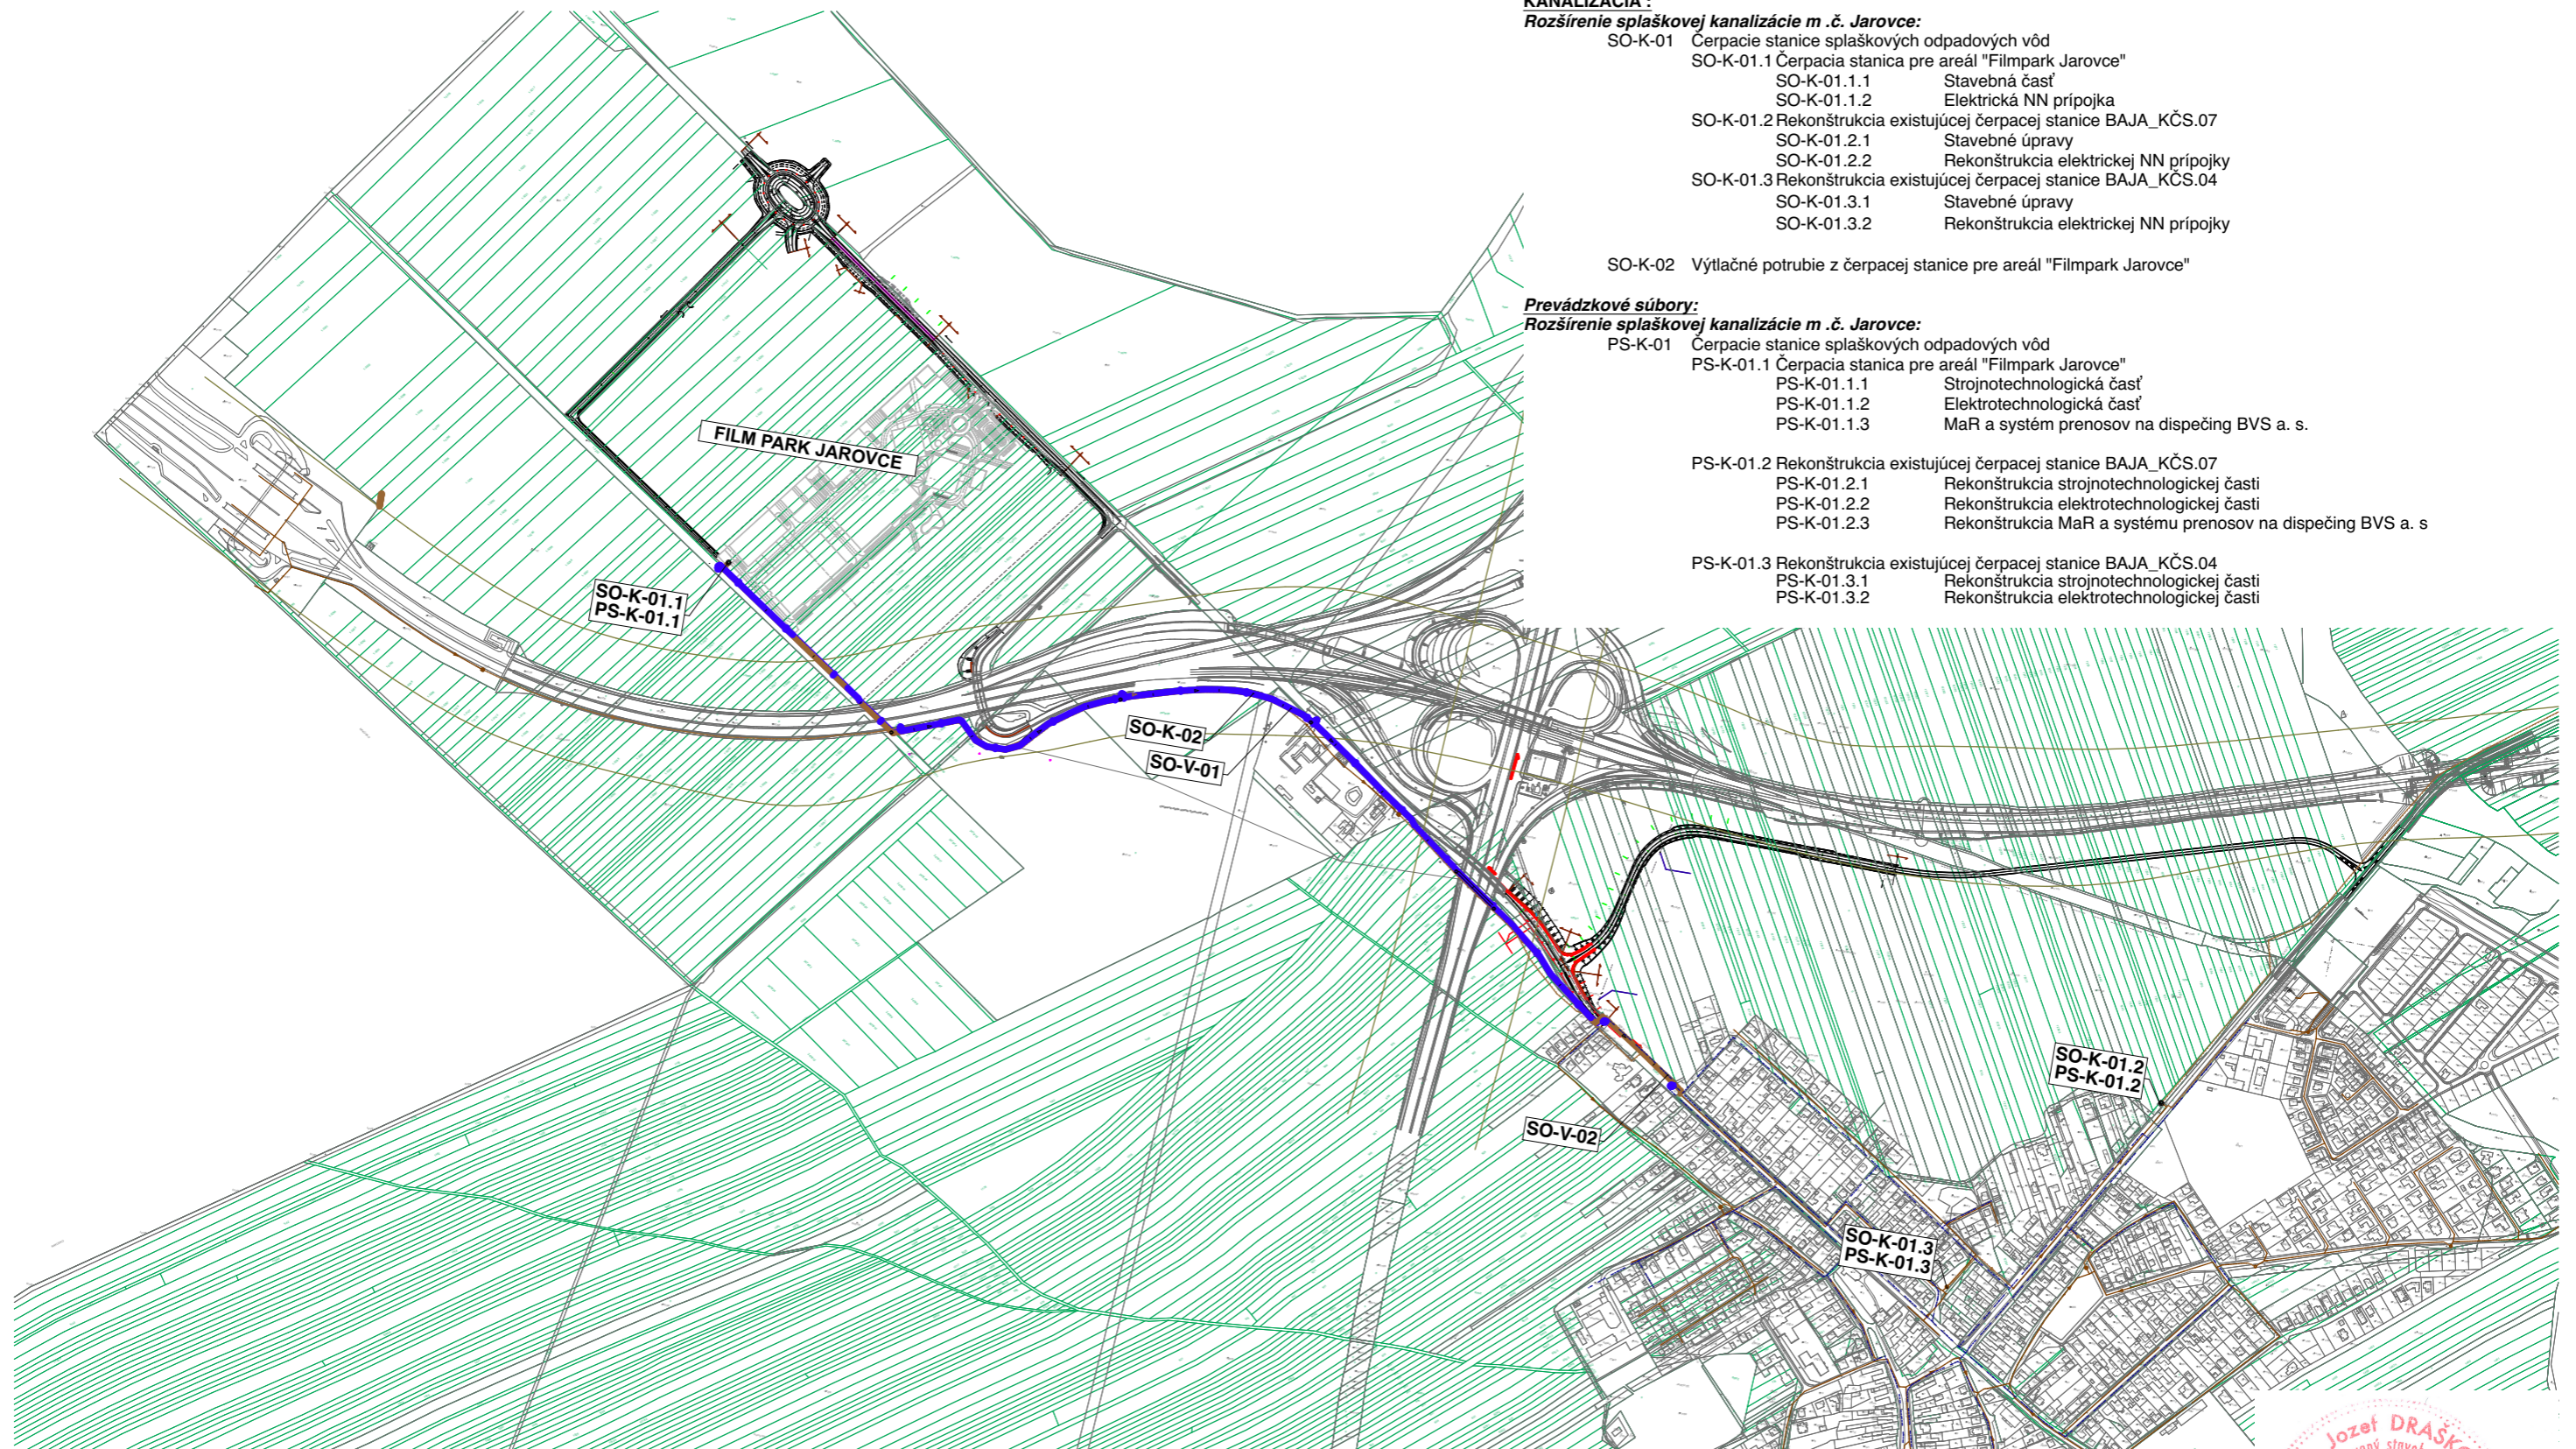 KANALIZÁCIA :
Rozšírenie splaškovej kanalizácie m .č. Jarovce:
SO-K-01 Čerpacie stanice splaškových odpadových vôd
SO-K-01.1 Čerpacia stanica pre areál "Filmpark Jarovce"
SO-K-01.1.1 Stavebná časť
SO-K-01.1.2 Elektrická NN prípojka
SO-K-01.2 Rekonštrukcia existujúcej čerpacej stanice BAJA_KČS.07
SO-K-01.2.1 Stavebné úpravy
SO-K-01.2.2 Rekonštrukcia elektrickej NN prípojky
SO-K-01.3 Rekonštrukcia existujúcej čerpacej stanice BAJA_KČS.04
SO-K-01.3.1 Stavebné úpravy
SO-K-01.3.2 Rekonštrukcia elektrickej NN prípojky
SO-K-02 Výtlačné potrubie z čerpacej stanice pre areál "Filmpark Jarovce"
Prevádzkové súbory:
Rozšírenie splaškovej kanalizácie m .č. Jarovce:
PS-K-01 Čerpacie stanice splaškových odpadových vôd
PS-K-01.1 Čerpacia stanica pre areál "Filmpark Jarovce"
PS-K-01.1.1 Strojnotechnologická časť
PS-K-01.1.2 Elektrotechnologická časť
PS-K-01.1.3 MaR a systém prenosov na dispečing BVS a. s.
PS-K-01.2 Rekonštrukcia existujúcej čerpacej stanice BAJA_KČS.07
PS-K-01.2.1 Rekonštrukcia strojnotechnologickej časti
PS-K-01.2.2 Rekonštrukcia elektrotechnologickej časti
PS-K-01.2.3 Rekonštrukcia MaR a systému prenosov na dispečing BVS a. s
PS-K-01.3 Rekonštrukcia existujúcej čerpacej stanice BAJA_KČS.04
PS-K-01.3.1 Rekonštrukcia strojnotechnologickej časti
PS-K-01.3.2 Rekonštrukcia elektrotechnologickej časti
FILM PARK JAROVCE
SO-K-01.1
PS-K-01.1
SO-K-02
SO-V-01
SO-V-02
SO-K-01.2
PS-K-01.2
SO-K-01.3
PS-K-01.3
Jozef